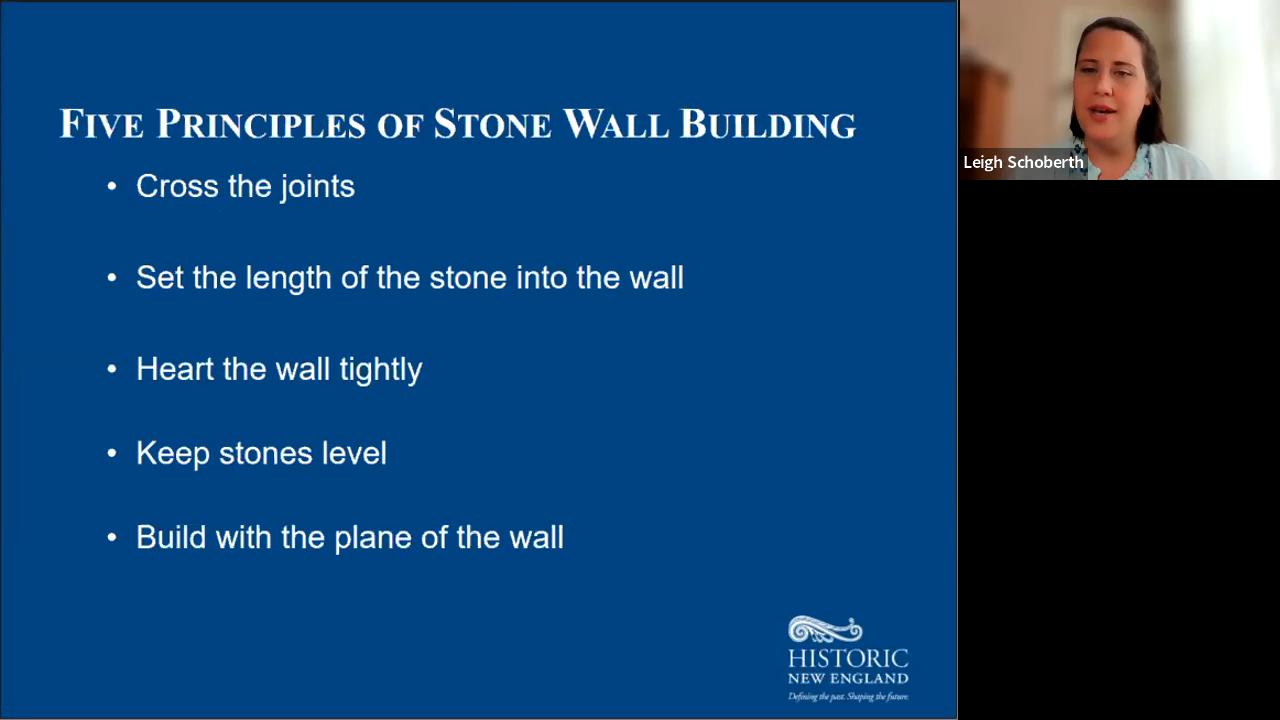 FIVE PRINCIPLES OF STONE WALL BUILDING
• Cross the joints
• Set the length of the stone into the wall
• Heart the wall tightly
• Keep stones level
• Build with the plane of the wall
HISTORIC
NEW ENGLAND
Defining the past. Shaping the future.
Leigh Schoberth